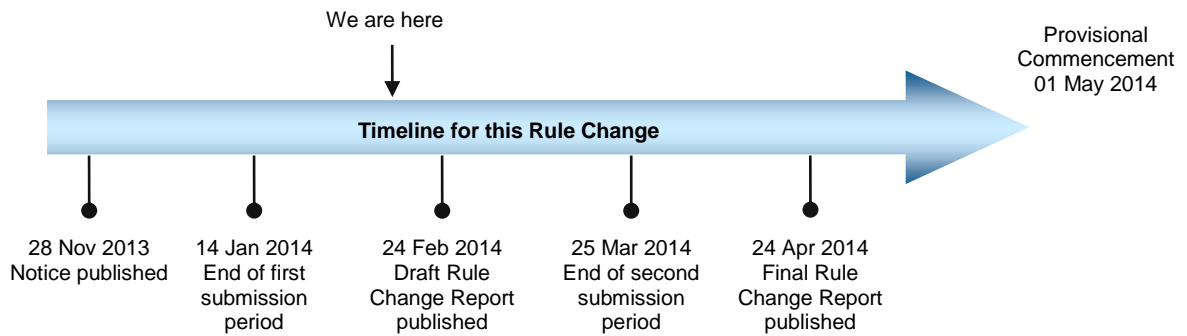 We are here
Provisional
Commencement
01 May 2014
Timeline for this Rule Change
28 Nov 2013
Notice published
14 Jan 2014
End of first
submission
period
24 Feb 2014
Draft Rule
Change Report
published
25 Mar 2014
End of second
submission
period
24 Apr 2014
Final Rule
Change Report
published